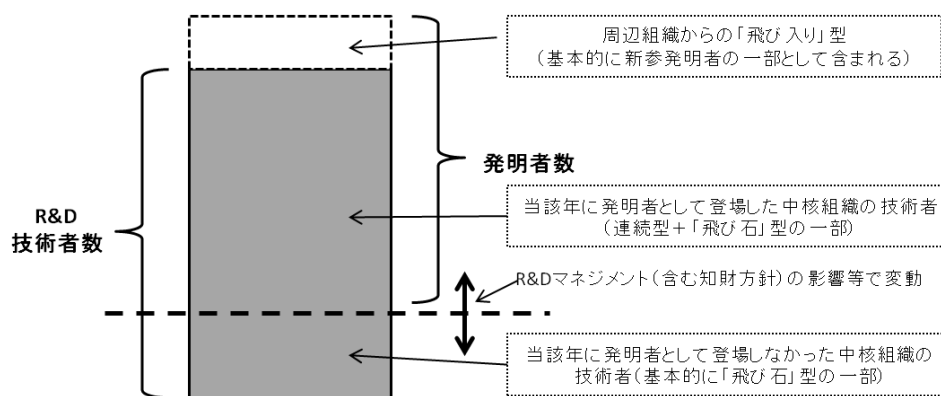 周辺組織からの「飛び入り」型
(基本的に新参発明者の一部として含まれる)
発明者数
R&D
技術者数
当該年に発明者として登場した中核組織の技術者
(連続型+「飛び石」型の一部)
R&Dマネジメント(含む知財方針)の影響等で変動
当該年に発明者として登場しなかった中核組織の
技術者(基本的に「飛び石」型の一部)